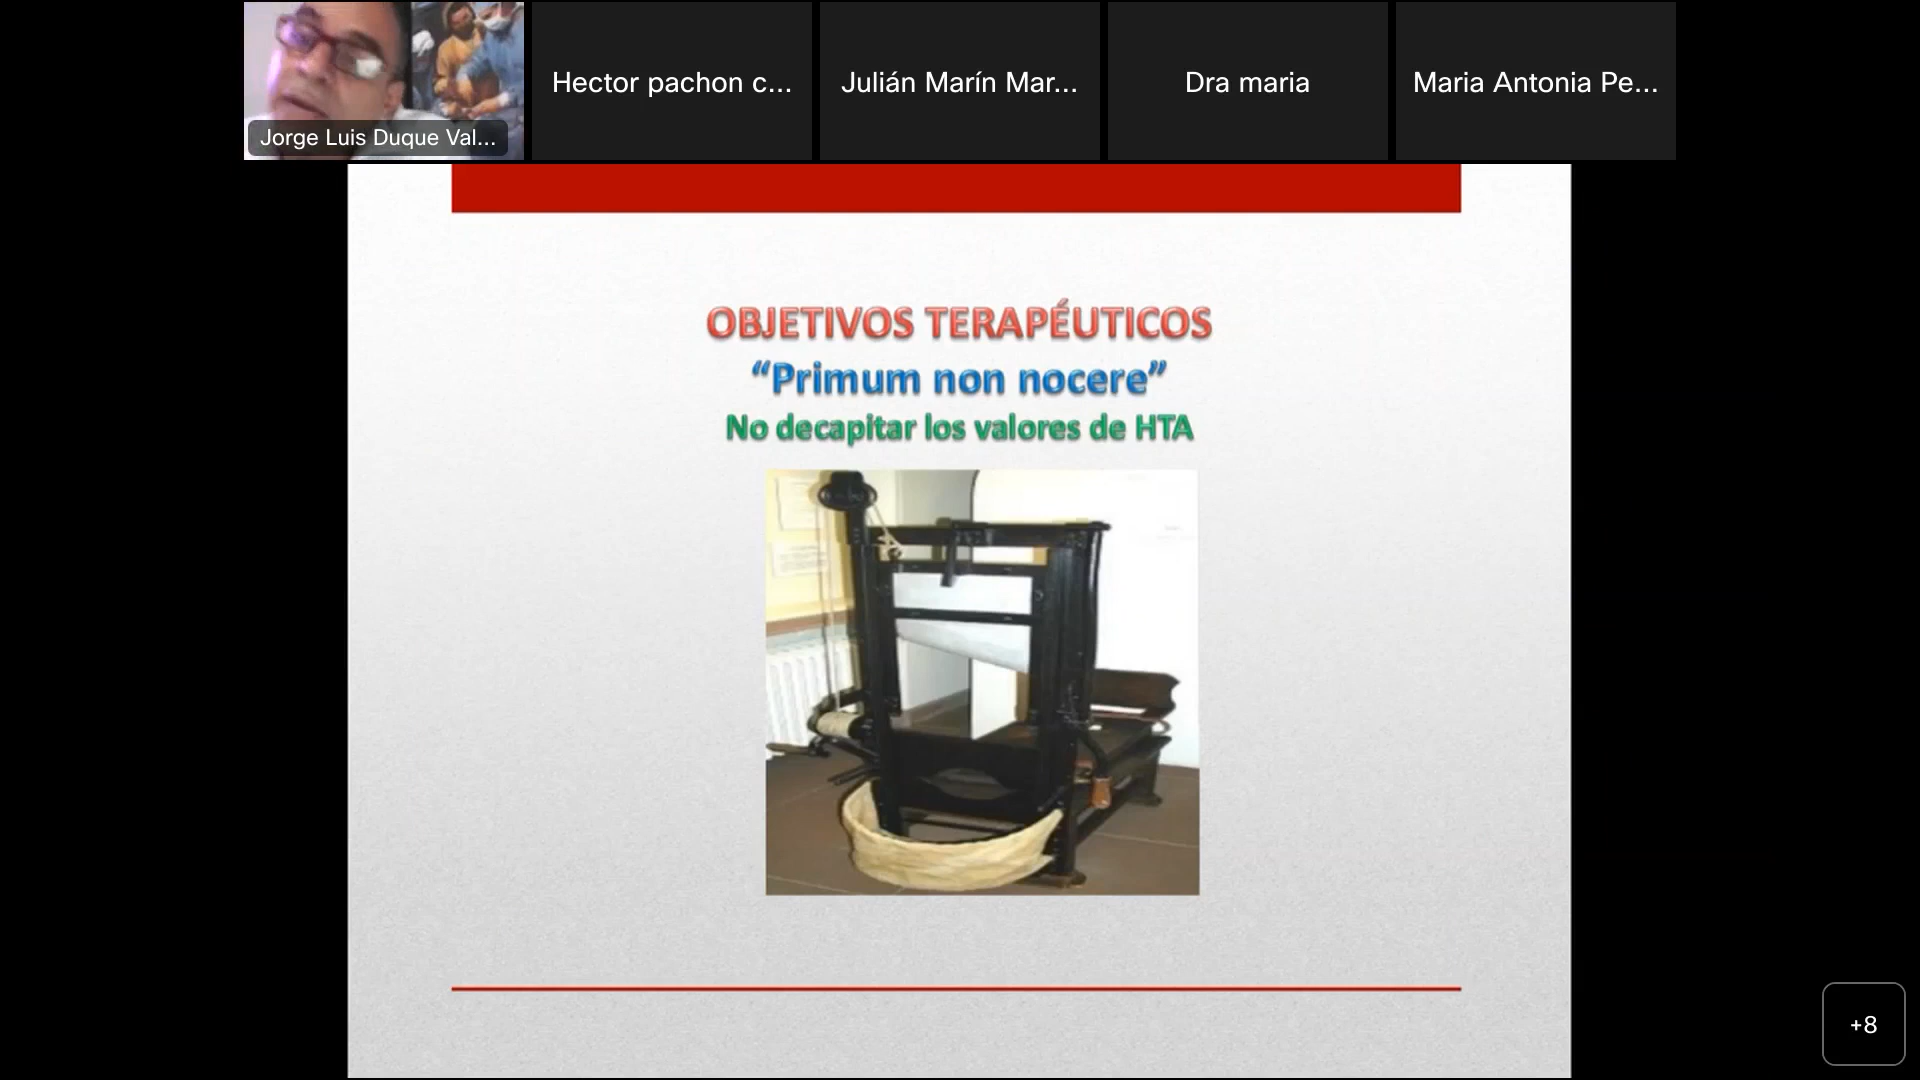 Jorge Luis Duque Val...
Hector pachon c...
Julián Marín Mar...
Dra maria
Maria Antonia Pe...
OBJETIVOS TERAPÉUTICOS
“Primum non nocere”
No decapitar los valores de HTA
+8